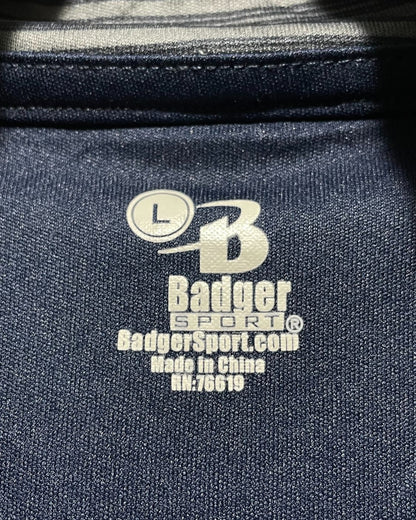 L
B
Badger
SPORT®
BadgerSport.com
Made in China
RN:76619